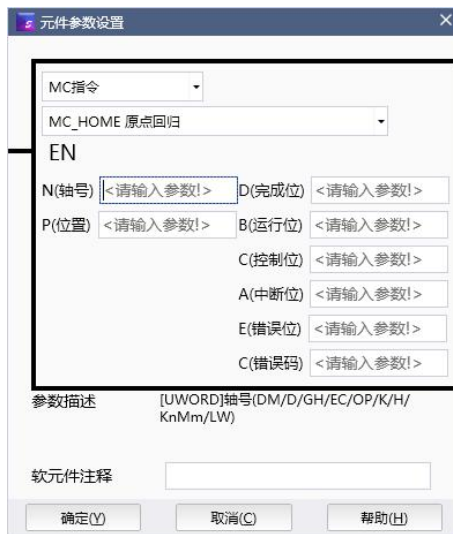 S 元件参数设置
MC指令
MC_HOME 原点回归
EN
N(轴号) <请输入参数!> D(完成位) <请输入参数!>
P(位置) <请输入参数!> B(运行位) <请输入参数!>
C(控制位) <请输入参数!>
A(中断位) <请输入参数!>
E(错误位) <请输入参数!>
C(错误码) <请输入参数!>
参数描述 [UWORD]轴号(DM/D/GH/EC/OP/K/H/
KnMm/LW)
软元件注释
确定(Y) 取消(C) 帮助(H)